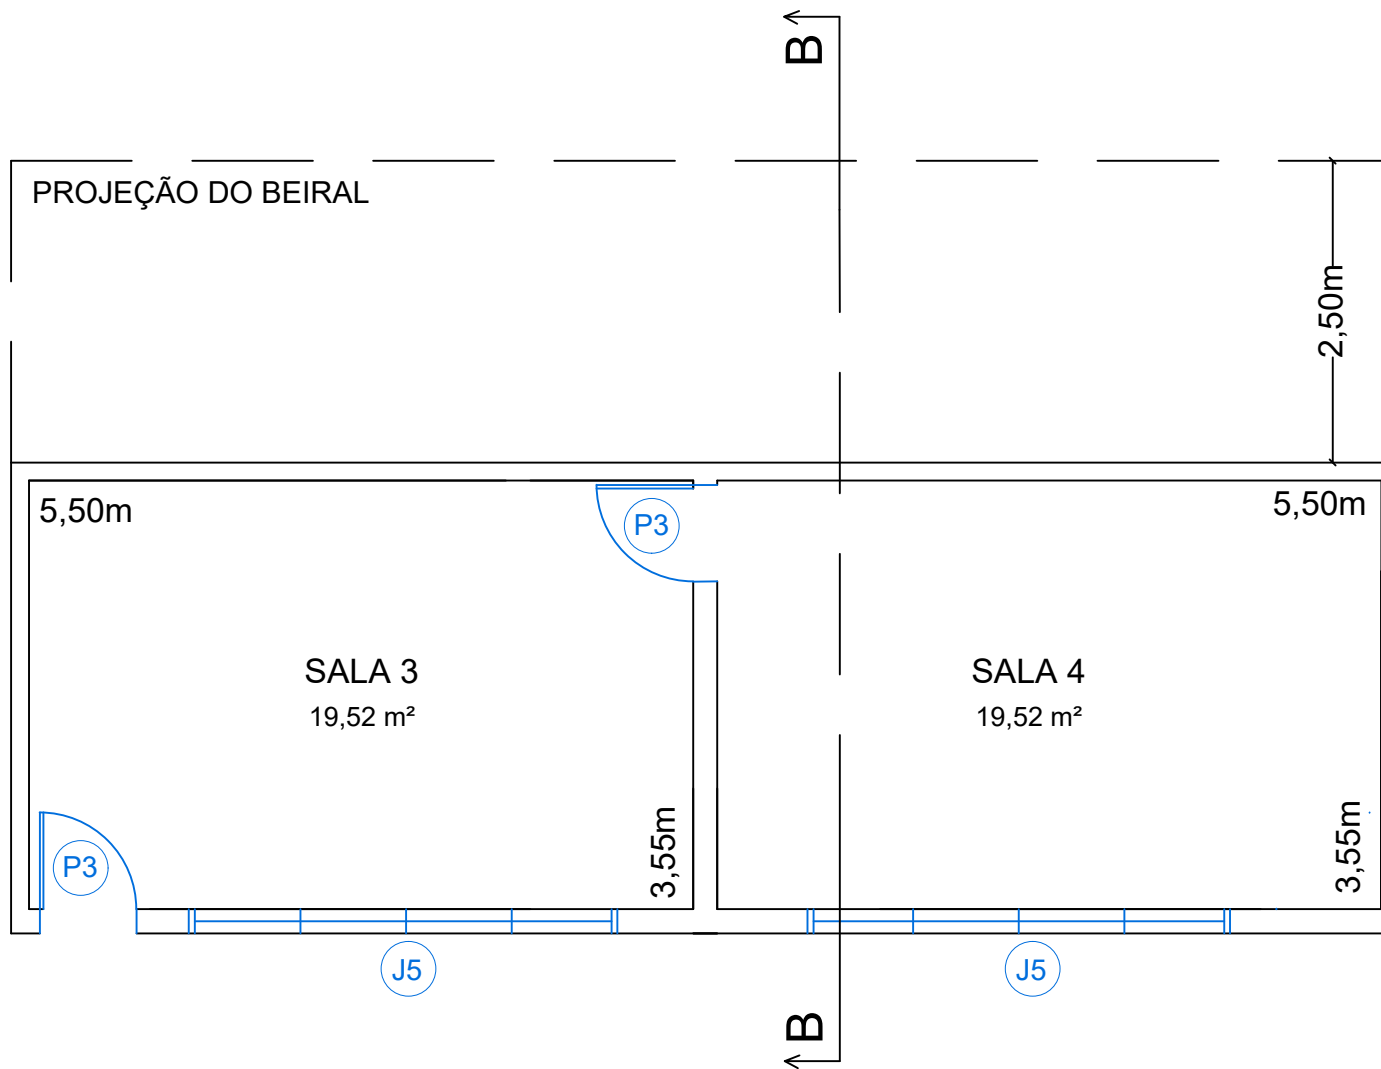 B
PROJEÇÃO DO BEIRAL
2,50m
5,50m
P3
5,50m
SALA 3
19,52 m²
SALA 4
19,52 m²
P3
3,55m
3,55m
J5
J5
B